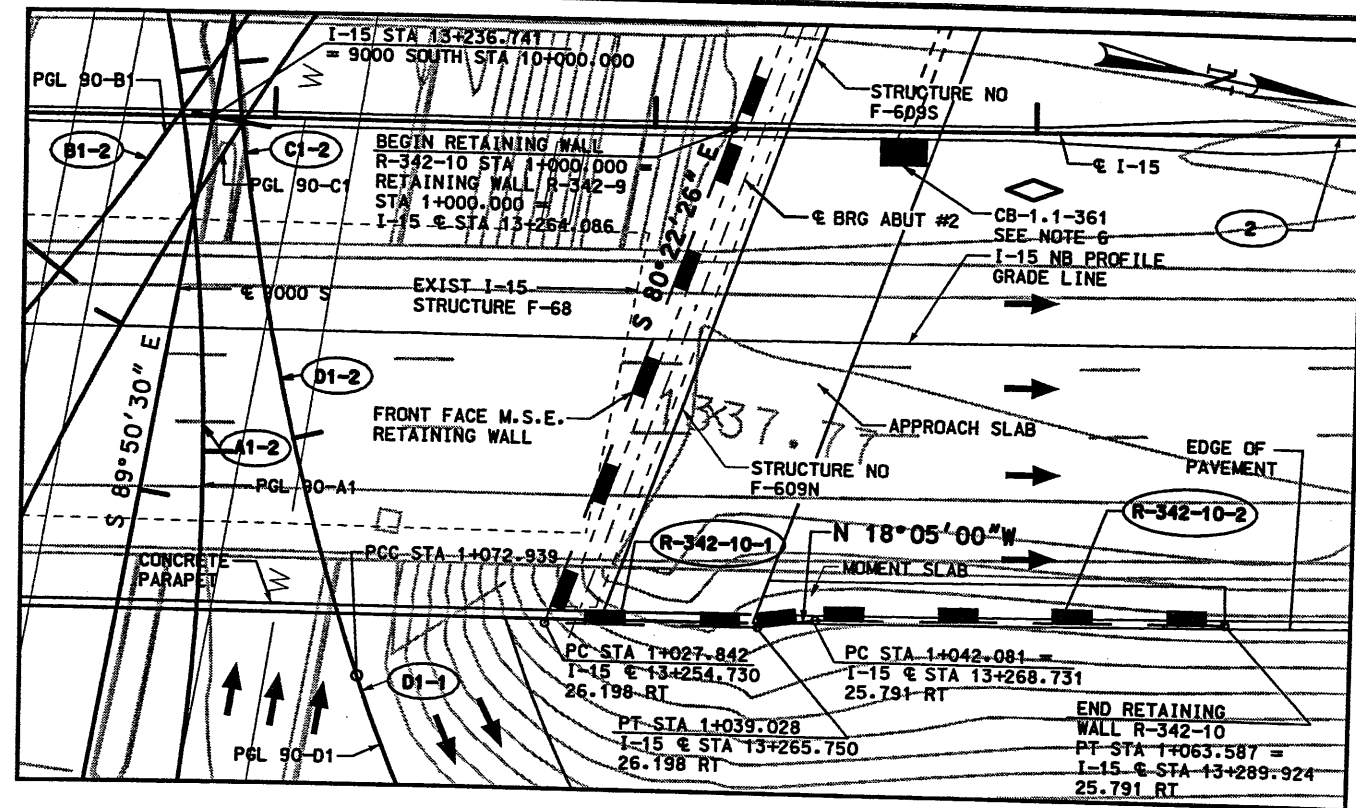 I-15 STA 13+236.741
= 9000 SOUTH STA 10+000.000
PGL 90-B1
STRUCTURE NO
F-609S
N
B1-2
C1-2
BEGIN RETAINING WALL
R-342-10 STA 1+000.000 =
RETAINING WALL R-342-9
STA 1+000.000 =
I-15 ℄ STA 13+264.086
PGL 90-C1
℄ I-15
S 80°22'26" E
℄ BRG ABUT #2
CB-1.1-361
SEE NOTE 6
2
I-15 NB PROFILE
GRADE LINE
℄ 9000 S
EXIST I-15
STRUCTURE F-68
S 89°50'30" E
D1-2
FRONT FACE M.S.E.
RETAINING WALL
1337.77
APPROACH SLAB
A1-2
EDGE OF
PAVEMENT
STRUCTURE NO
F-609N
PGL 90-A1
R-342-10-2
R-342-10-1
N 18°05'00"W
PCC STA 1+072.939
CONCRETE
PARAPET
MOMENT SLAB
PC STA 1+027.842
I-15 ℄ 13+254.730
26.198 RT
PC STA 1+042.081 =
I-15 ℄ STA 13+268.731
25.791 RT
D1-1
PT STA 1+039.028
I-15 ℄ STA 13+265.750
26.198 RT
END RETAINING
WALL R-342-10
PT STA 1+063.587 =
I-15 ℄ STA 13+289.924
25.791 RT
PGL 90-D1